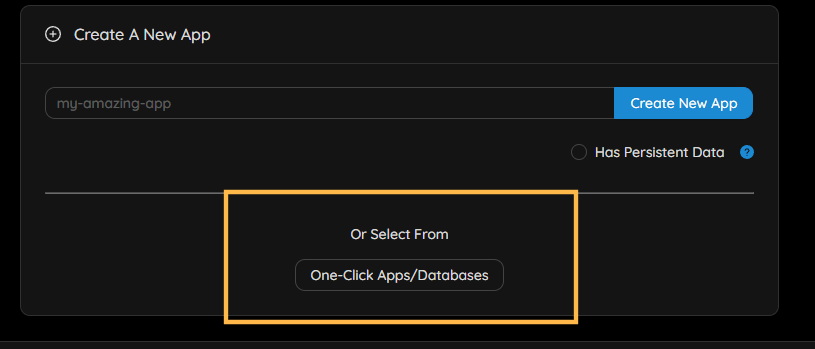 Create A New App
my-amazing-app
Create New App
Has Persistent Data ?
Or Select From
One-Click Apps/Databases